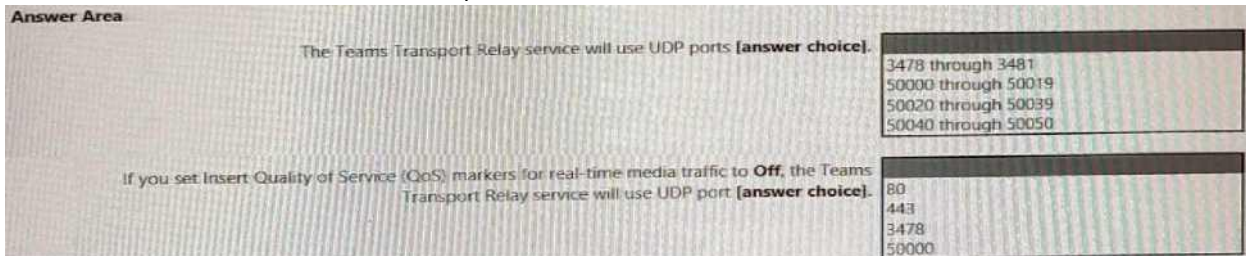 Answer Area
The Teams Transport Relay service will use UDP ports [answer choice].
3478 through 3481
50000 through 50019
50020 through 50039
50040 through 50050
If you set Insert Quality of Service (QoS) markers for real-time media traffic to Off, the Teams
Transport Relay service will use UDP port [answer choice].
80
443
3478
50000